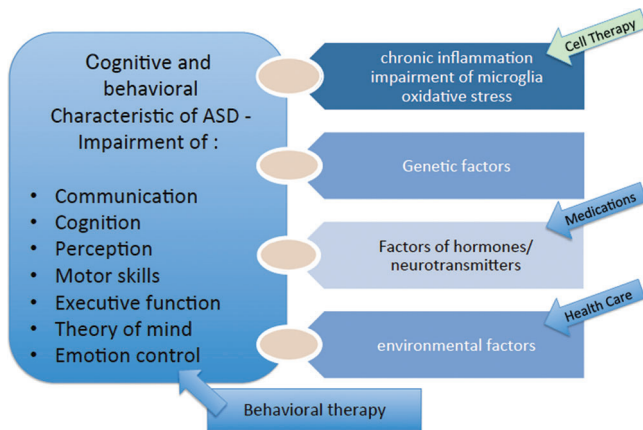 Cognitive and
behavioral
Characteristic of ASD -
Impairment of :
• Communication
• Cognition
• Perception
• Motor skills
• Executive function
• Theory of mind
• Emotion control
Behavioral therapy
Cell Therapy
chronic inflammation
impairment of microglia
oxidative stress
Genetic factors
Medications
Factors of hormones/
neurotransmitters
Health Care
environmental factors